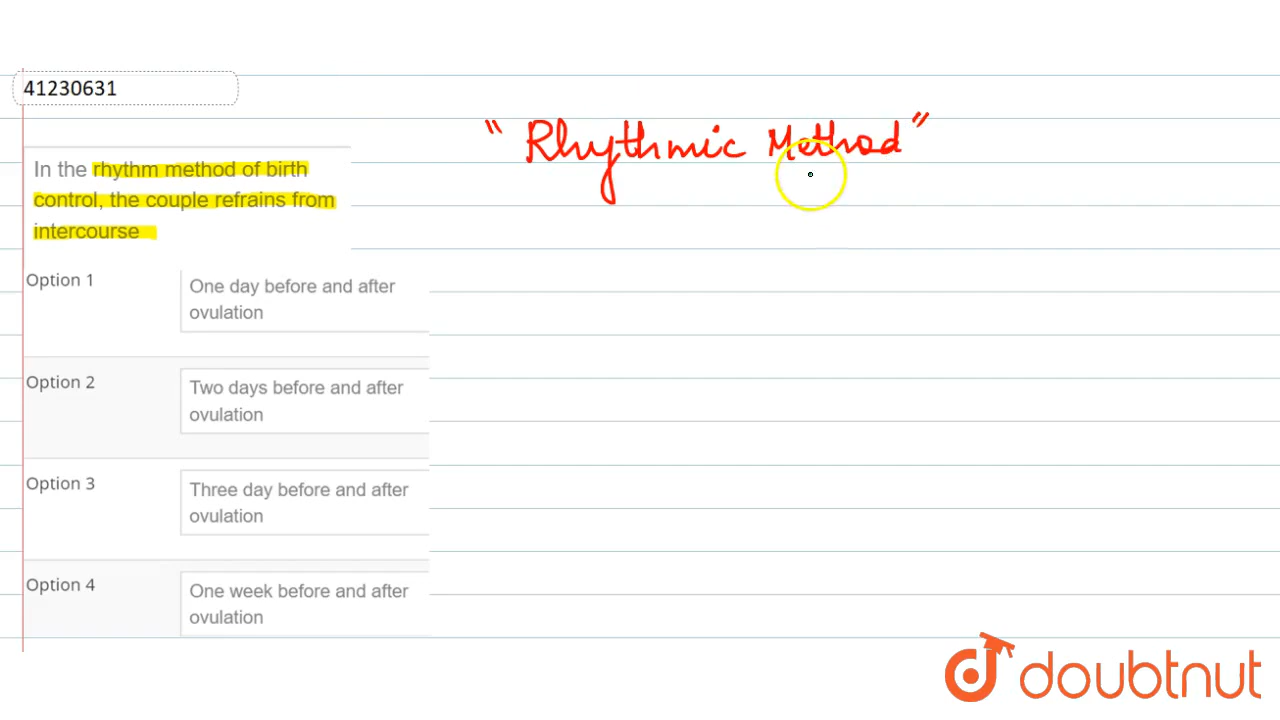 41230631
"Rhythmic Method"
In the rhythm method of birth
control, the couple refrains from
intercourse
Option 1
One day before and after
ovulation
Option 2
Two days before and after
ovulation
Option 3
Three day before and after
ovulation
Option 4
One week before and after
ovulation
doubtnut